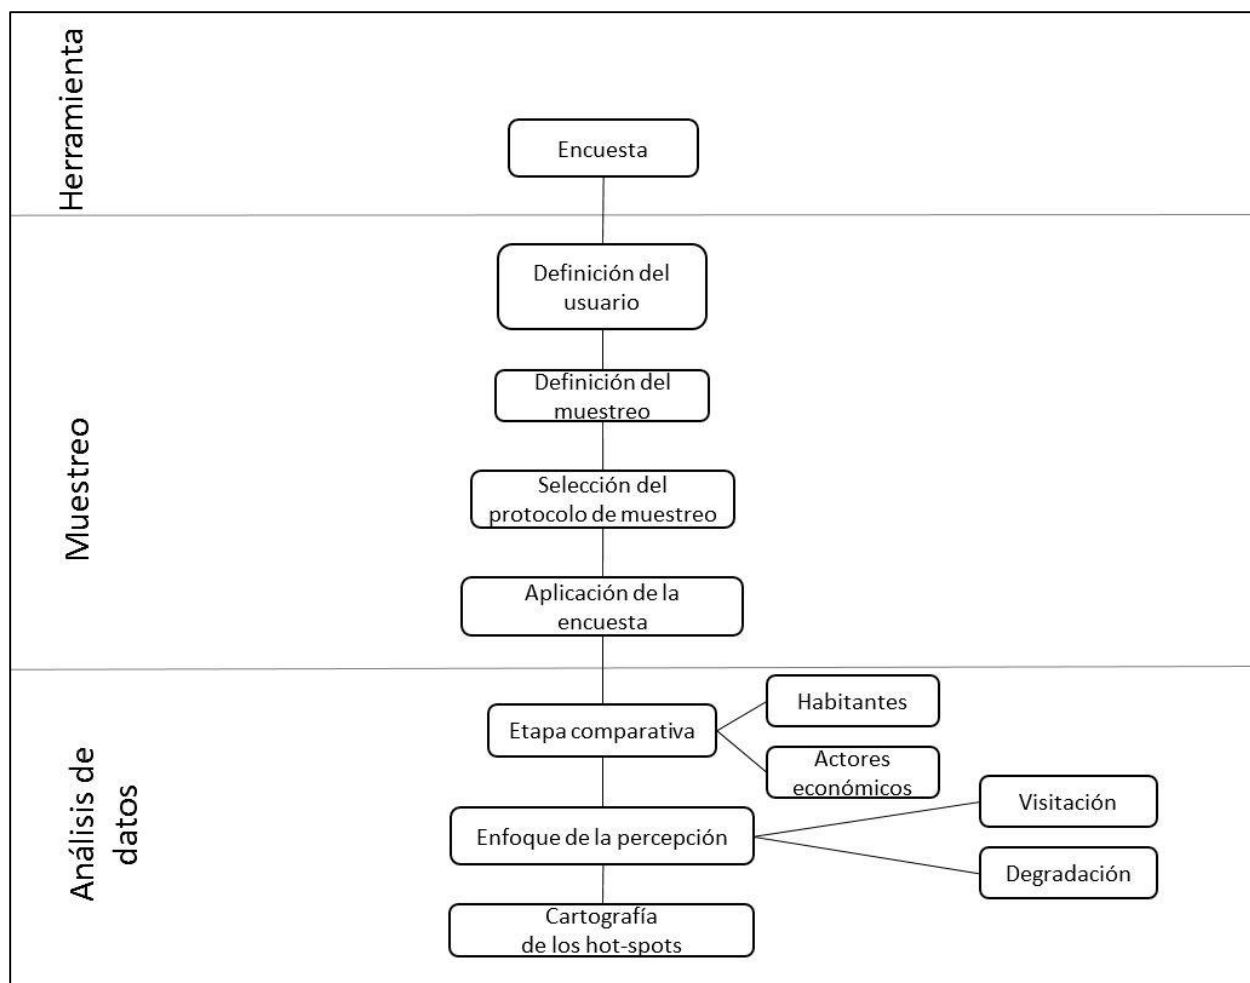 Herramienta
Encuesta
Muestreo
Definición del
usuario
Definición del
muestreo
Selección del
protocolo de muestreo
Aplicación de la
encuesta
Análisis de
datos
Etapa comparativa
Habitantes
Actores
económicos
Enfoque de la percepción
Visitación
Degradación
Cartografía
de los hot-spots